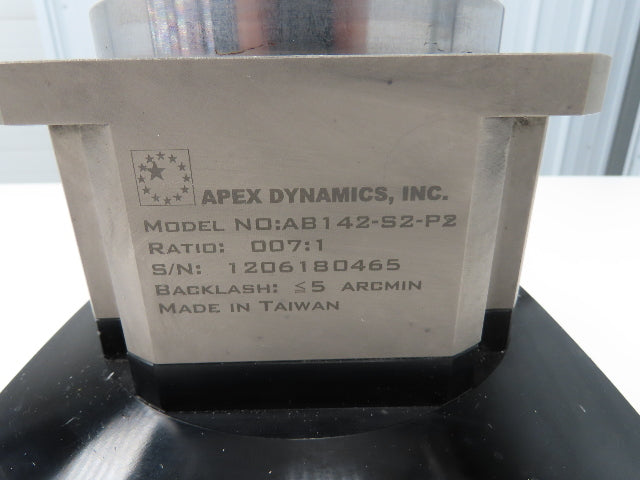 APEX DYNAMICS, INC.
MODEL NO:AB142-S2-P2
RATIO: 007:1
S/N: 1206180465
BACKLASH: ≦5 ARCMIN
MADE IN TAIWAN